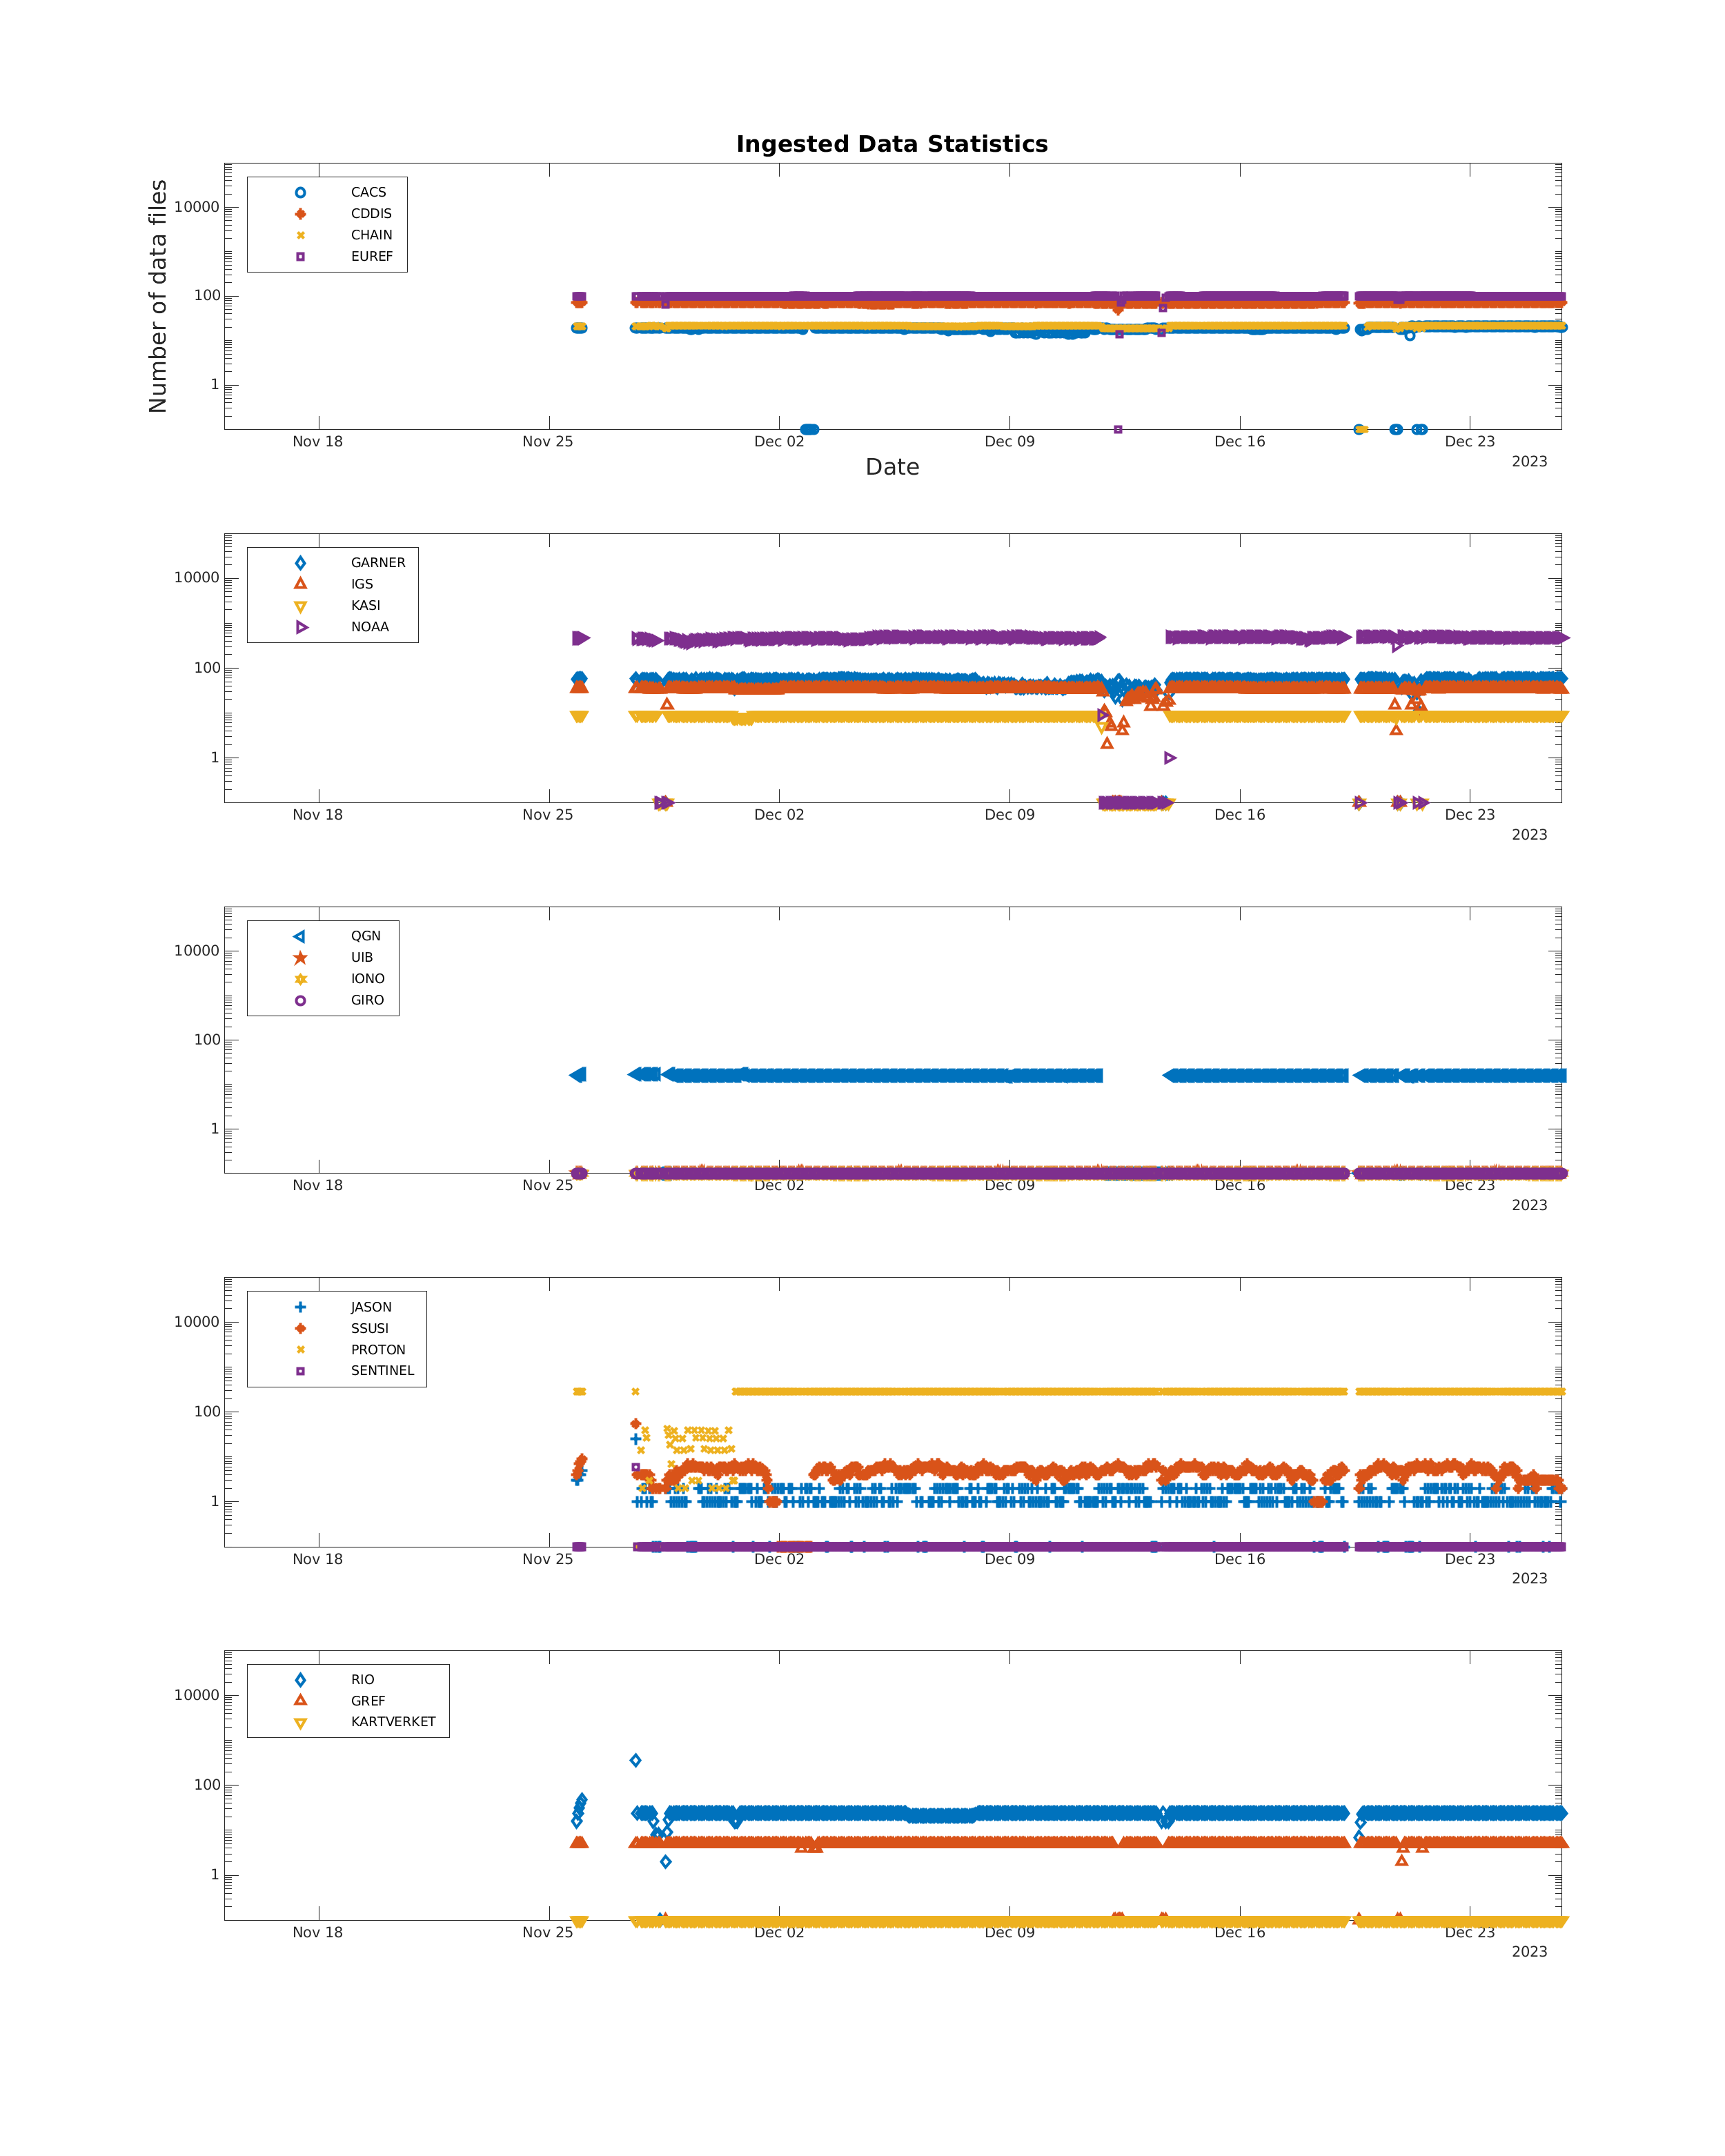 Ingested Data Statistics
Number of data files
10000
100
1
CACS
CDDIS
CHAIN
EUREF
Nov 18 Nov 25 Dec 02 Dec 09 Dec 16 Dec 23
2023
Date
10000
100
1
GARNER
IGS
KASI
NOAA
Nov 18 Nov 25 Dec 02 Dec 09 Dec 16 Dec 23
2023
10000
100
1
QGN
UIB
IONO
GIRO
Nov 18 Nov 25 Dec 02 Dec 09 Dec 16 Dec 23
2023
10000
100
1
JASON
SSUSI
PROTON
SENTINEL
Nov 18 Nov 25 Dec 02 Dec 09 Dec 16 Dec 23
2023
10000
100
1
RIO
GREF
KARTVERKET
Nov 18 Nov 25 Dec 02 Dec 09 Dec 16 Dec 23
2023